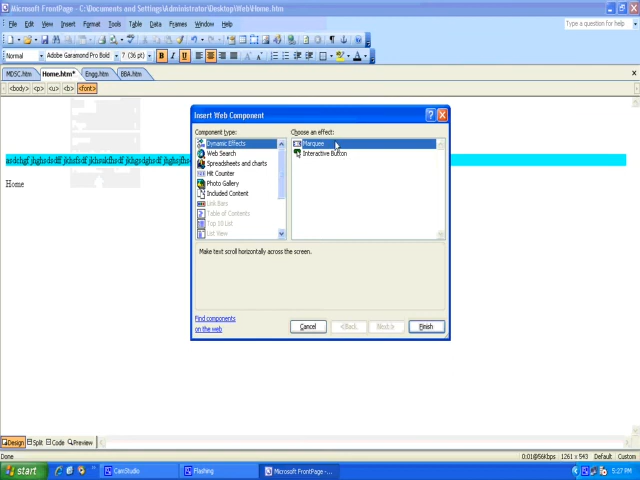 Microsoft FrontPage - C:\Documents and Settings\Administrator\Desktop\Web\Home.htm
File Edit View Insert Format Tools Table Data Frames Window Help
Type a question for help
Normal Adobe Garamond Pro Bold 7 (36 pt) B I U A
MDSC.htm Home.htm* Engg.htm BBA.htm
<body> <p> <u> <b> <font>
Insert Web Component
Component type:
Choose an effect:
Dynamic Effects
Web Search
Spreadsheets and charts
Hit Counter
Photo Gallery
Included Content
Link Bars
Table of Contents
Top 10 List
List View
Marquee
Interactive Button
Home
Make text scroll horizontally across the screen.
Find components
on the web
Cancel < Back Next > Finish
Design Split Code Preview
Done
0:01@56kbps 1261 x 543 Default Custom
start CamStudio Flashing Microsoft FrontPage -... 5:27 PM